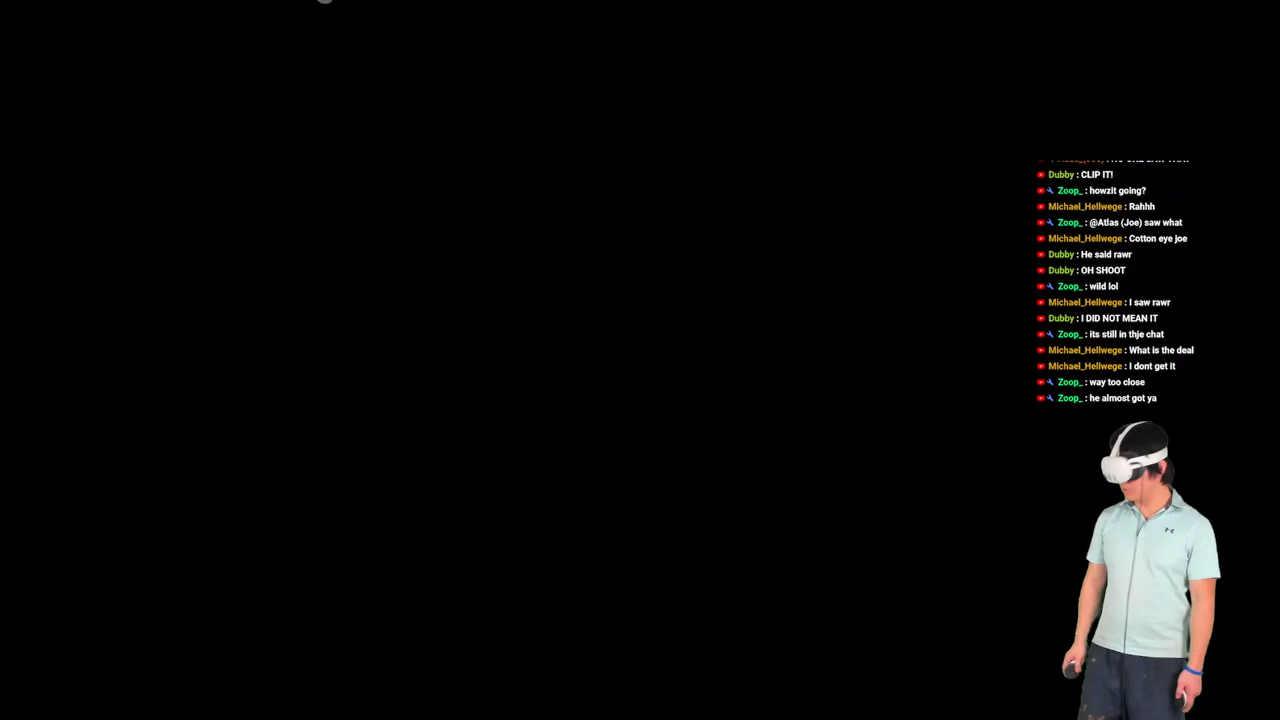 Dubby : CLIP IT!
Zoop_ : howzit going?
Michael_Hellwege : Rahhh
Zoop_ : @Atlas (Joe) saw what
Michael_Hellwege : Cotton eye joe
Dubby : He said rawr
Dubby : OH SHOOT
Zoop_ : wild lol
Michael_Hellwege : I saw rawr
Dubby : I DID NOT MEAN IT
Zoop_ : its still in thje chat
Michael_Hellwege : What is the deal
Michael_Hellwege : I dont get it
Zoop_ : way too close
Zoop_ : he almost got ya